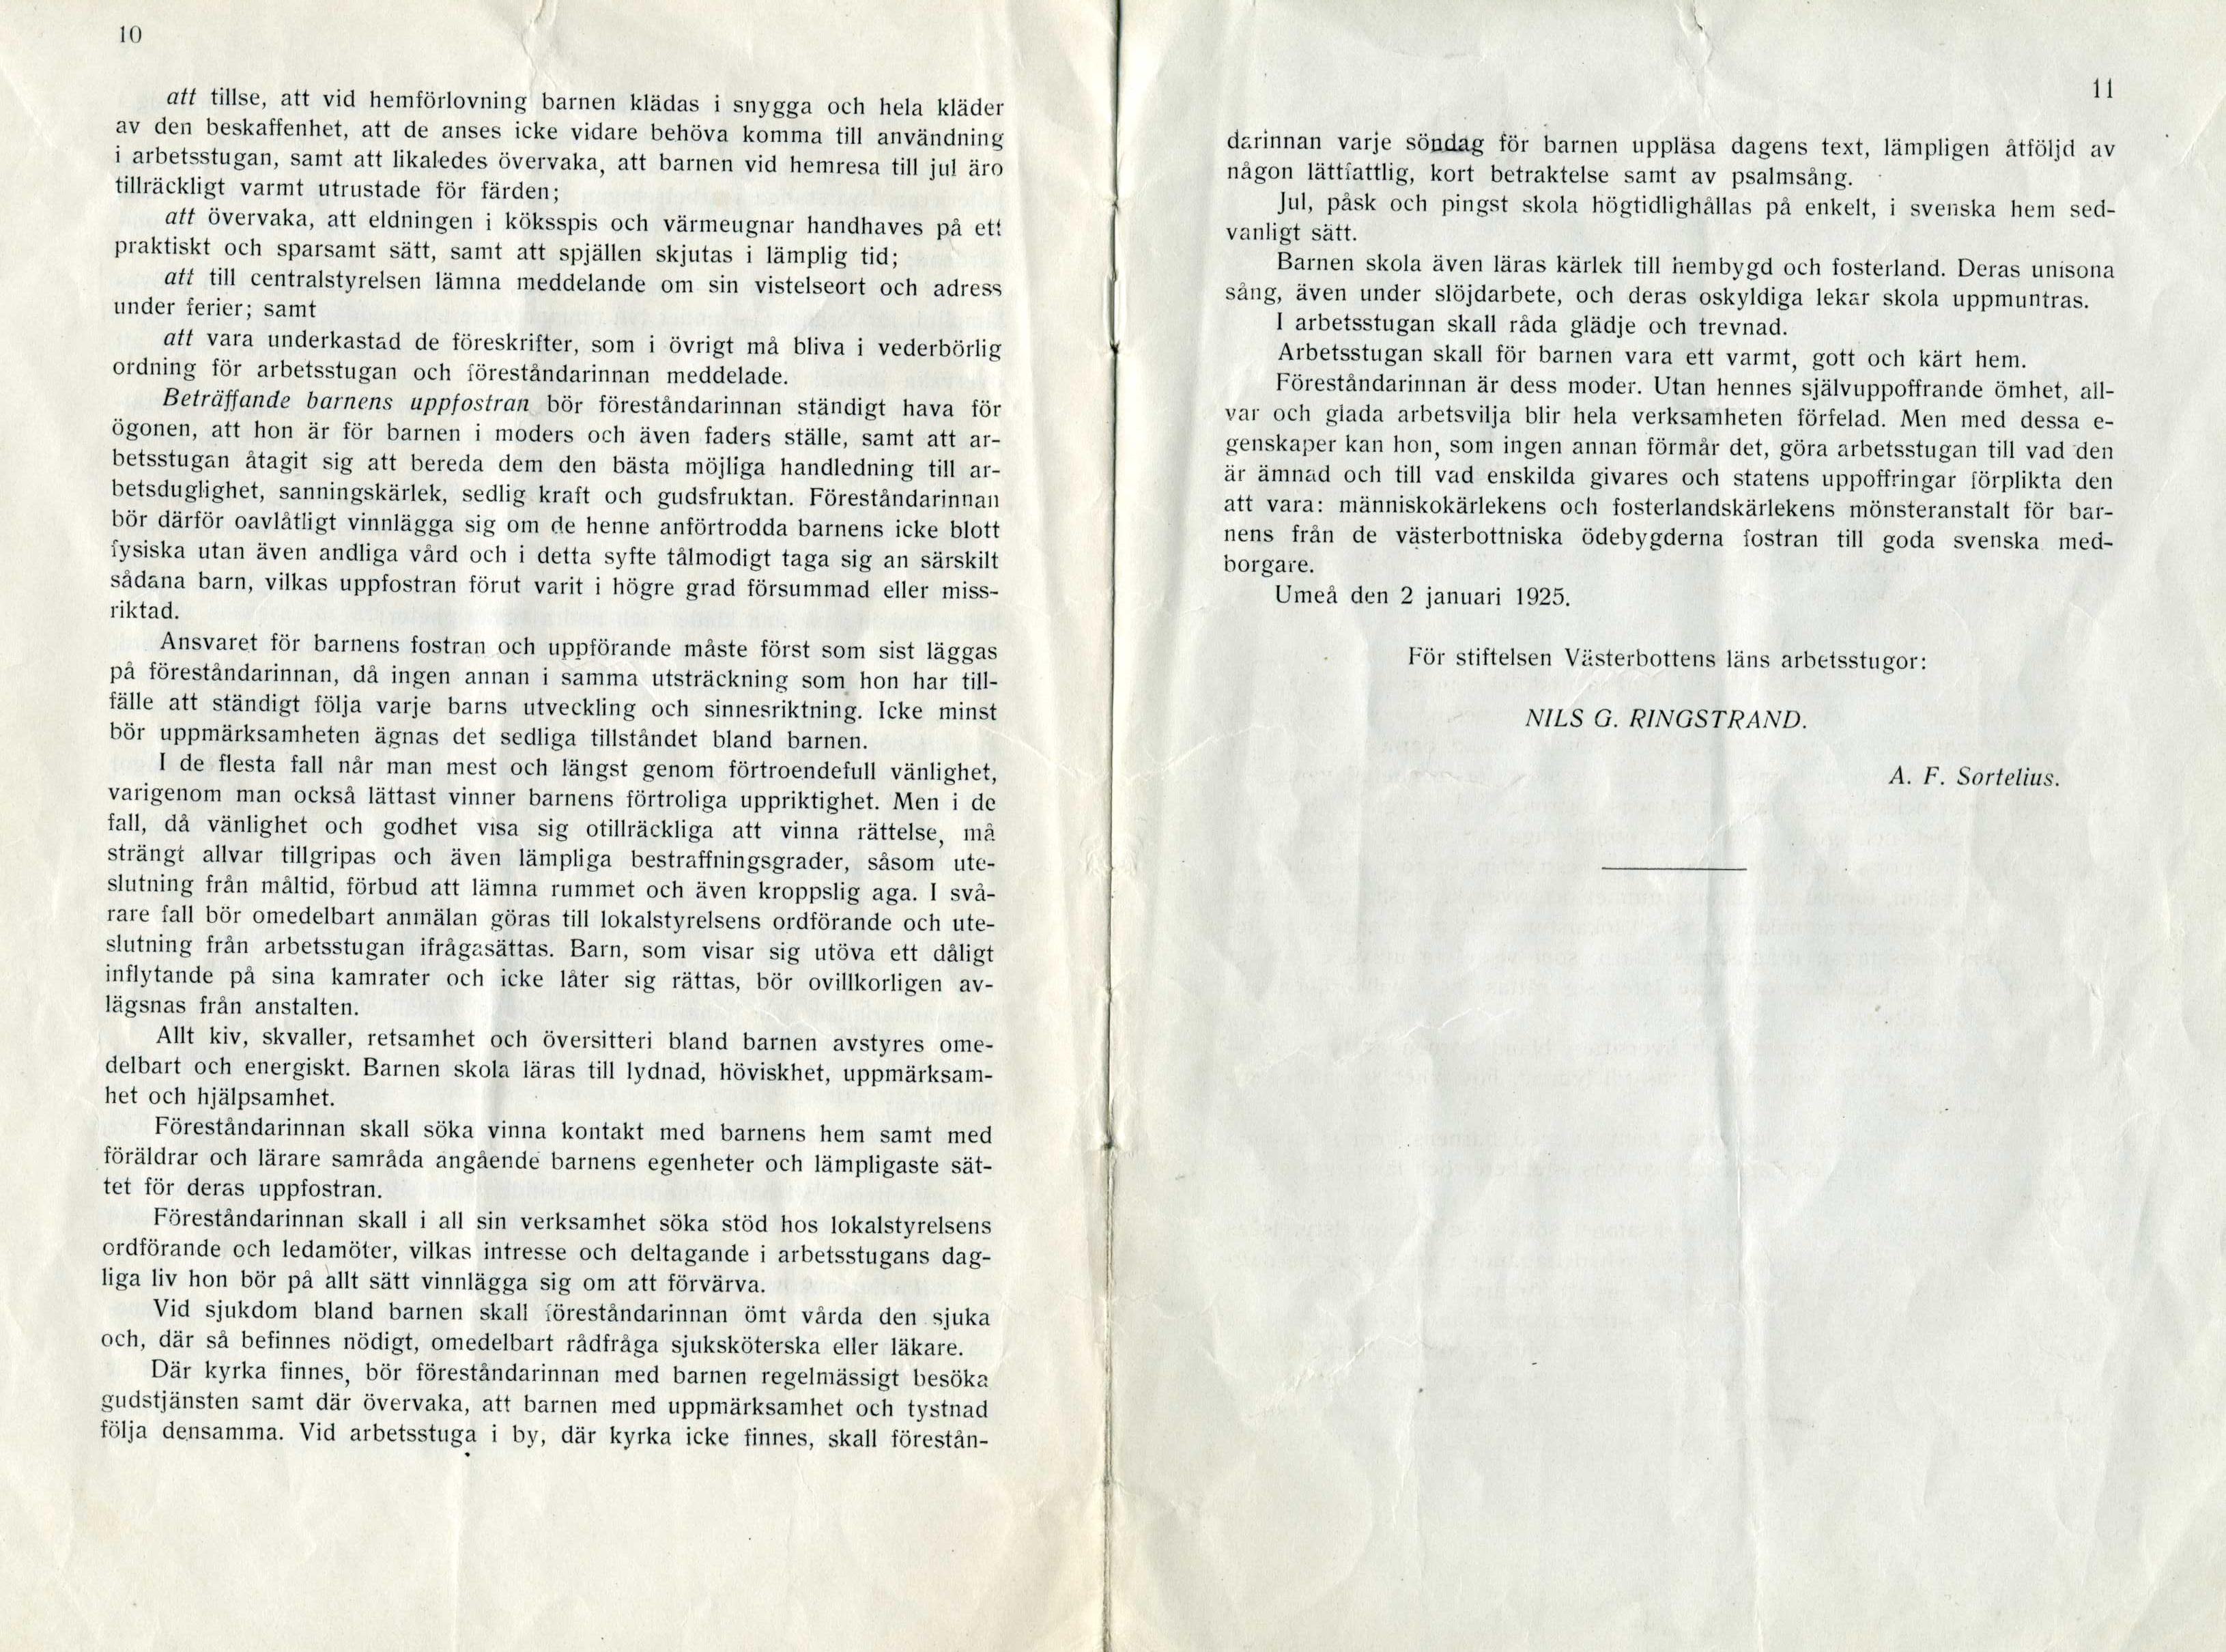 10
att tillse, att vid hemförlovning barnen klädas i snygga och hela kläder
av den beskaffenhet, att de anses icke vidare behöva komma till användning
i arbetsstugan, samt att likaledes övervaka, att barnen vid hemresa till jul äro
tillräckligt varmt utrustade för färden;
att övervaka, att eldningen i köksspis och värmeugnar handhaves på ett
praktiskt och sparsamt sätt, samt att spjällen skjutas i lämplig tid;
att till centralstyrelsen lämna meddelande om sin vistelseort och adress
under ferier; samt
att vara underkastad de föreskrifter, som i övrigt må bliva i vederbörlig
ordning för arbetsstugan och föreståndarinnan meddelade.
Beträffande barnens uppfostran bör föreståndarinnan ständigt hava för
ögonen, att hon är för barnen i moders och även faders ställe, samt att ar-
betsstugan åtagit sig att bereda dem den bästa möjliga handledning till ar-
betsduglighet, sanningskärlek, sedlig kraft och gudsfruktan. Föreståndarinnan
bör därför oavlåtligt vinnlägga sig om de henne anförtrodda barnens icke blott
fysiska utan även andliga vård och i detta syfte tålmodigt taga sig an särskilt
sådana barn, vilkas uppfostran förut varit i högre grad försummad eller miss-
riktad.
Ansvaret för barnens fostran och uppförande måste först som sist läggas
på föreståndarinnan, då ingen annan i samma utsträckning som hon har till-
fälle att ständigt följa varje barns utveckling och sinnesriktning. Icke minst
bör uppmärksamheten ägnas det sedliga tillståndet bland barnen.
I de flesta fall når man mest och längst genom förtroendefull vänlighet,
varigenom man också lättast vinner barnens förtroliga uppriktighet. Men i de
fall, då vänlighet och godhet visa sig otillräckliga att vinna rättelse, må
strängt allvar tillgripas och även lämpliga bestraffningsgrader, såsom ute-
slutning från måltid, förbud att lämna rummet och även kroppslig aga. I svå-
rare fall bör omedelbart anmälan göras till lokalstyrelsens ordförande och ute-
slutning från arbetsstugan ifrågasättas. Barn, som visar sig utöva ett dåligt
inflytande på sina kamrater och icke låter sig rättas, bör ovillkorligen av-
lägsnas från anstalten.
Allt kiv, skvaller, retsamhet och översitteri bland barnen avstyres ome-
delbart och energiskt. Barnen skola läras till lydnad, höviskhet, uppmärksam-
het och hjälpsamhet.
Föreståndarinnan skall söka vinna kontakt med barnens hem samt med
föräldrar och lärare samråda angående barnens egenheter och lämpligaste sät-
tet för deras uppfostran.
Föreståndarinnan skall i all sin verksamhet söka stöd hos lokalstyrelsens
ordförande och ledamöter, vilkas intresse och deltagande i arbetsstugans dag-
liga liv hon bör på allt sätt vinnlägga sig om att förvärva.
Vid sjukdom bland barnen skall föreståndarinnan ömt vårda den sjuka
och, där så befinnes nödigt, omedelbart rådfråga sjuksköterska eller läkare.
Där kyrka finnes, bör föreståndarinnan med barnen regelmässigt besöka
gudstjänsten samt där övervaka, att barnen med uppmärksamhet och tystnad
följa densamma. Vid arbetsstuga i by, där kyrka icke finnes, skall förestån-
11
darinnan varje söndag för barnen uppläsa dagens text, lämpligen åtföljd av
någon lättfattlig, kort betraktelse samt av psalmsång.
Jul, påsk och pingst skola högtidlighållas på enkelt, i svenska hem sed-
vanligt sätt.
Barnen skola även läras kärlek till hembygd och fosterland. Deras unisona
sång, även under slöjdarbete, och deras oskyldiga lekar skola uppmuntras.
I arbetsstugan skall råda glädje och trevnad.
Arbetsstugan skall för barnen vara ett varmt, gott och kärt hem.
Föreståndarinnan är dess moder. Utan hennes självuppoffrande ömhet, all-
var och glada arbetsvilja blir hela verksamheten förfelad. Men med dessa e-
genskaper kan hon, som ingen annan förmår det, göra arbetsstugan till vad den
är ämnad och till vad enskilda givares och statens uppoffringar förplikta den
att vara: människokärlekens och fosterlandskärlekens mönsteranstalt för bar-
nens från de västerbottniska ödebygderna fostran till goda svenska med-
borgare.
Umeå den 2 januari 1925.
För stiftelsen Västerbottens läns arbetsstugor:
NILS G. RINGSTRAND.
A. F. Sortelius.